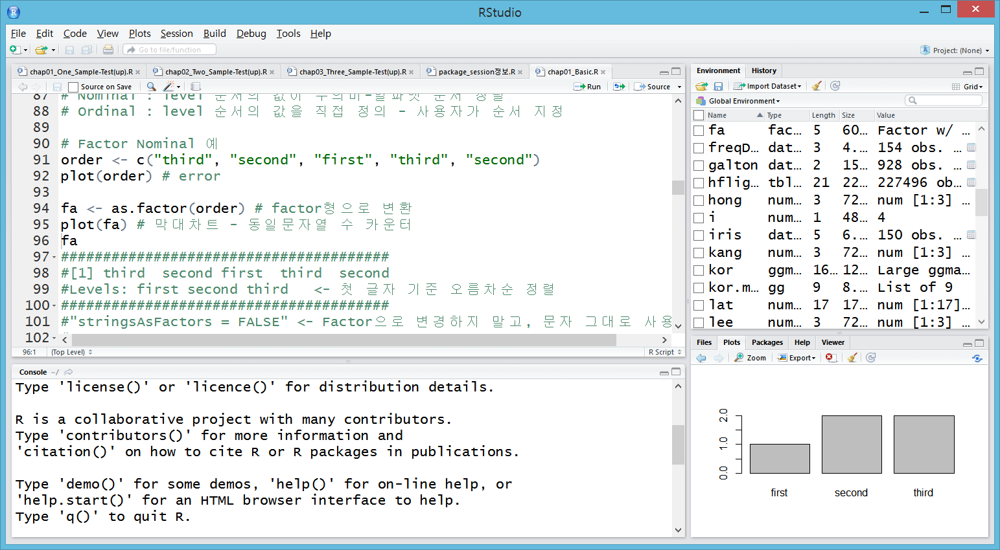 RStudio
File Edit Code View Plots Session Build Debug Tools Help
Go to file/function
Project: (None)
chap01_One_Sample-Test(up).R chap02_Two_Sample-Test(up).R chap03_Three_Sample-Test(up).R package_session정보.R chap01_Basic.R
Source on Save Run Source
87 # Nominal : level 순서의 값이 무의미-알파벳 순서 정렬
88 # Ordinal : level 순서의 값을 직접 정의 - 사용자가 순서 지정
89
90 # Factor Nominal 예
91 order <- c("third", "second", "first", "third", "second")
92 plot(order) # error
93
94 fa <- as.factor(order) # factor형으로 변환
95 plot(fa) # 막대차트 - 동일문자열 수 카운터
96 fa
97 #######################################
98 #[1] third  second first  third  second
99 #Levels: first second third   <- 첫 글자 기준 오름차순 정렬
100 #######################################
101 #"stringsAsFactors = FALSE" <- Factor으로 변경하지 말고, 문자 그대로 사용
102
96:1 (Top Level) R Script
Console ~/
Type 'license()' or 'licence()' for distribution details.
R is a collaborative project with many contributors.
Type 'contributors()' for more information and
'citation()' on how to cite R or R packages in publications.
Type 'demo()' for some demos, 'help()' for on-line help, or
'help.start()' for an HTML browser interface to help.
Type 'q()' to quit R.
Environment History
Import Dataset Grid
Global Environment
Name Type Length Size Value
fa fac… 5 60… Factor w/ …
freqD… dat… 3 4.… 154 obs. …
galton dat… 2 15… 928 obs. …
hflig… tbl… 21 22… 227496 ob…
hong num… 3 72… num [1:3] …
i num… 1 48… 4
iris dat… 5 6.… 150 obs. …
kang num… 3 72… num [1:3] …
kor ggm… 16… 12… Large ggma…
kor.m… gg 9 8.… List of 9
lat num… 17 17… num [1:17]…
lee num… 3 72… num [1:3] …
Files Plots Packages Help Viewer
Zoom Export
2.0
1.0
0.0
first second third